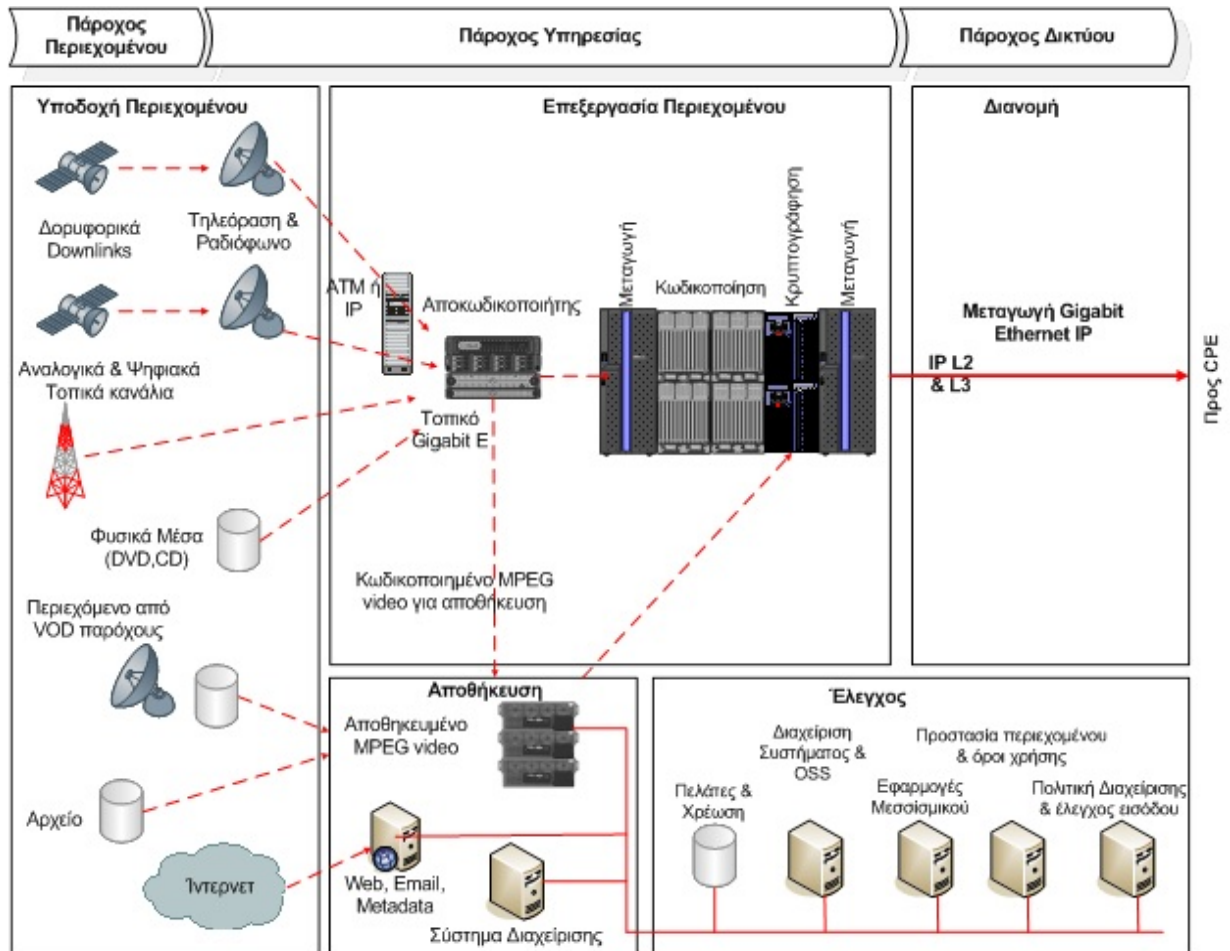 Πάροχος
Περιεχομένου
Πάροχος Υπηρεσίας
Πάροχος Δικτύου
Υποδοχή Περιεχομένου
Δορυφορικά
Downlinks
Τηλεόραση &
Ραδιόφωνο
Αναλογικά & Ψηφιακά
Τοπικά κανάλια
Φυσικά Μέσα
(DVD,CD)
Περιεχόμενο από
VOD παρόχους
Αρχείο
Ίντερνετ
Επεξεργασία Περιεχομένου
ATM ή
IP
Αποκωδικοποιήτης
Τοπικό
Gigabit E
Μεταγωγή
Κωδικοποίηση
Κρυπτογράφηση
Μεταγωγή
Κωδικοποιημένο MPEG
video για αποθήκευση
Διανομή
Μεταγωγή Gigabit
Ethernet IP
IP L2
& L3
Προς CPE
Αποθήκευση
Αποθηκευμένο
MPEG video
Web, Email,
Metadata
Σύστημα Διαχείρισης
Έλεγχος
Πελάτες &
Χρέωση
Διαχείριση
Συστήματος &
OSS
Εφαρμογές
Μεσσίσμικού
Προστασία περιεχομένου
& όροι χρήσης
Πολιτική Διαχείρισης
& έλεγχος εισόδου